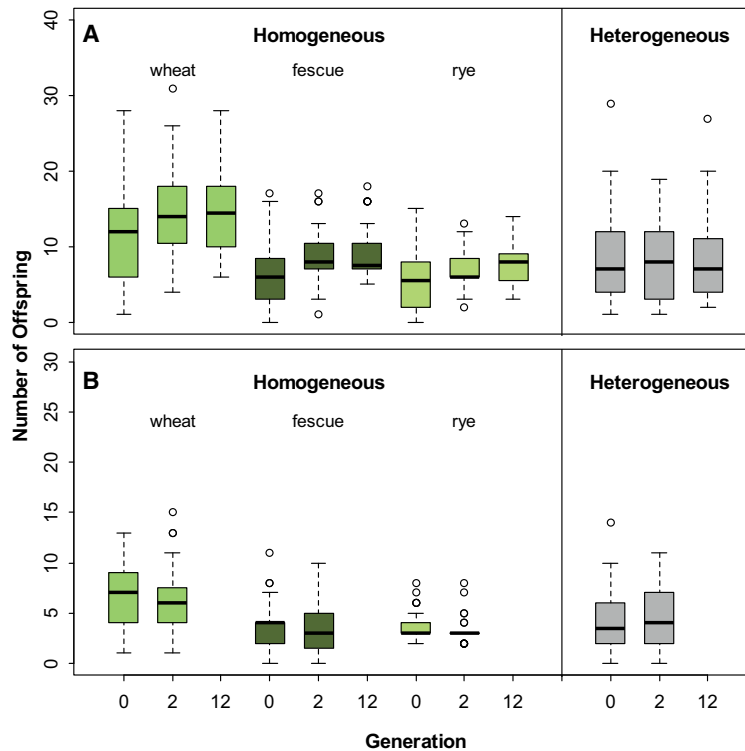 A Homogeneous Heterogeneous
wheat fescue rye
40
30
20
10
0
B Homogeneous Heterogeneous
wheat fescue rye
30
25
20
15
10
5
0
Number of Offspring
0 2 12 0 2 12 0 2 12 0 2 12
Generation